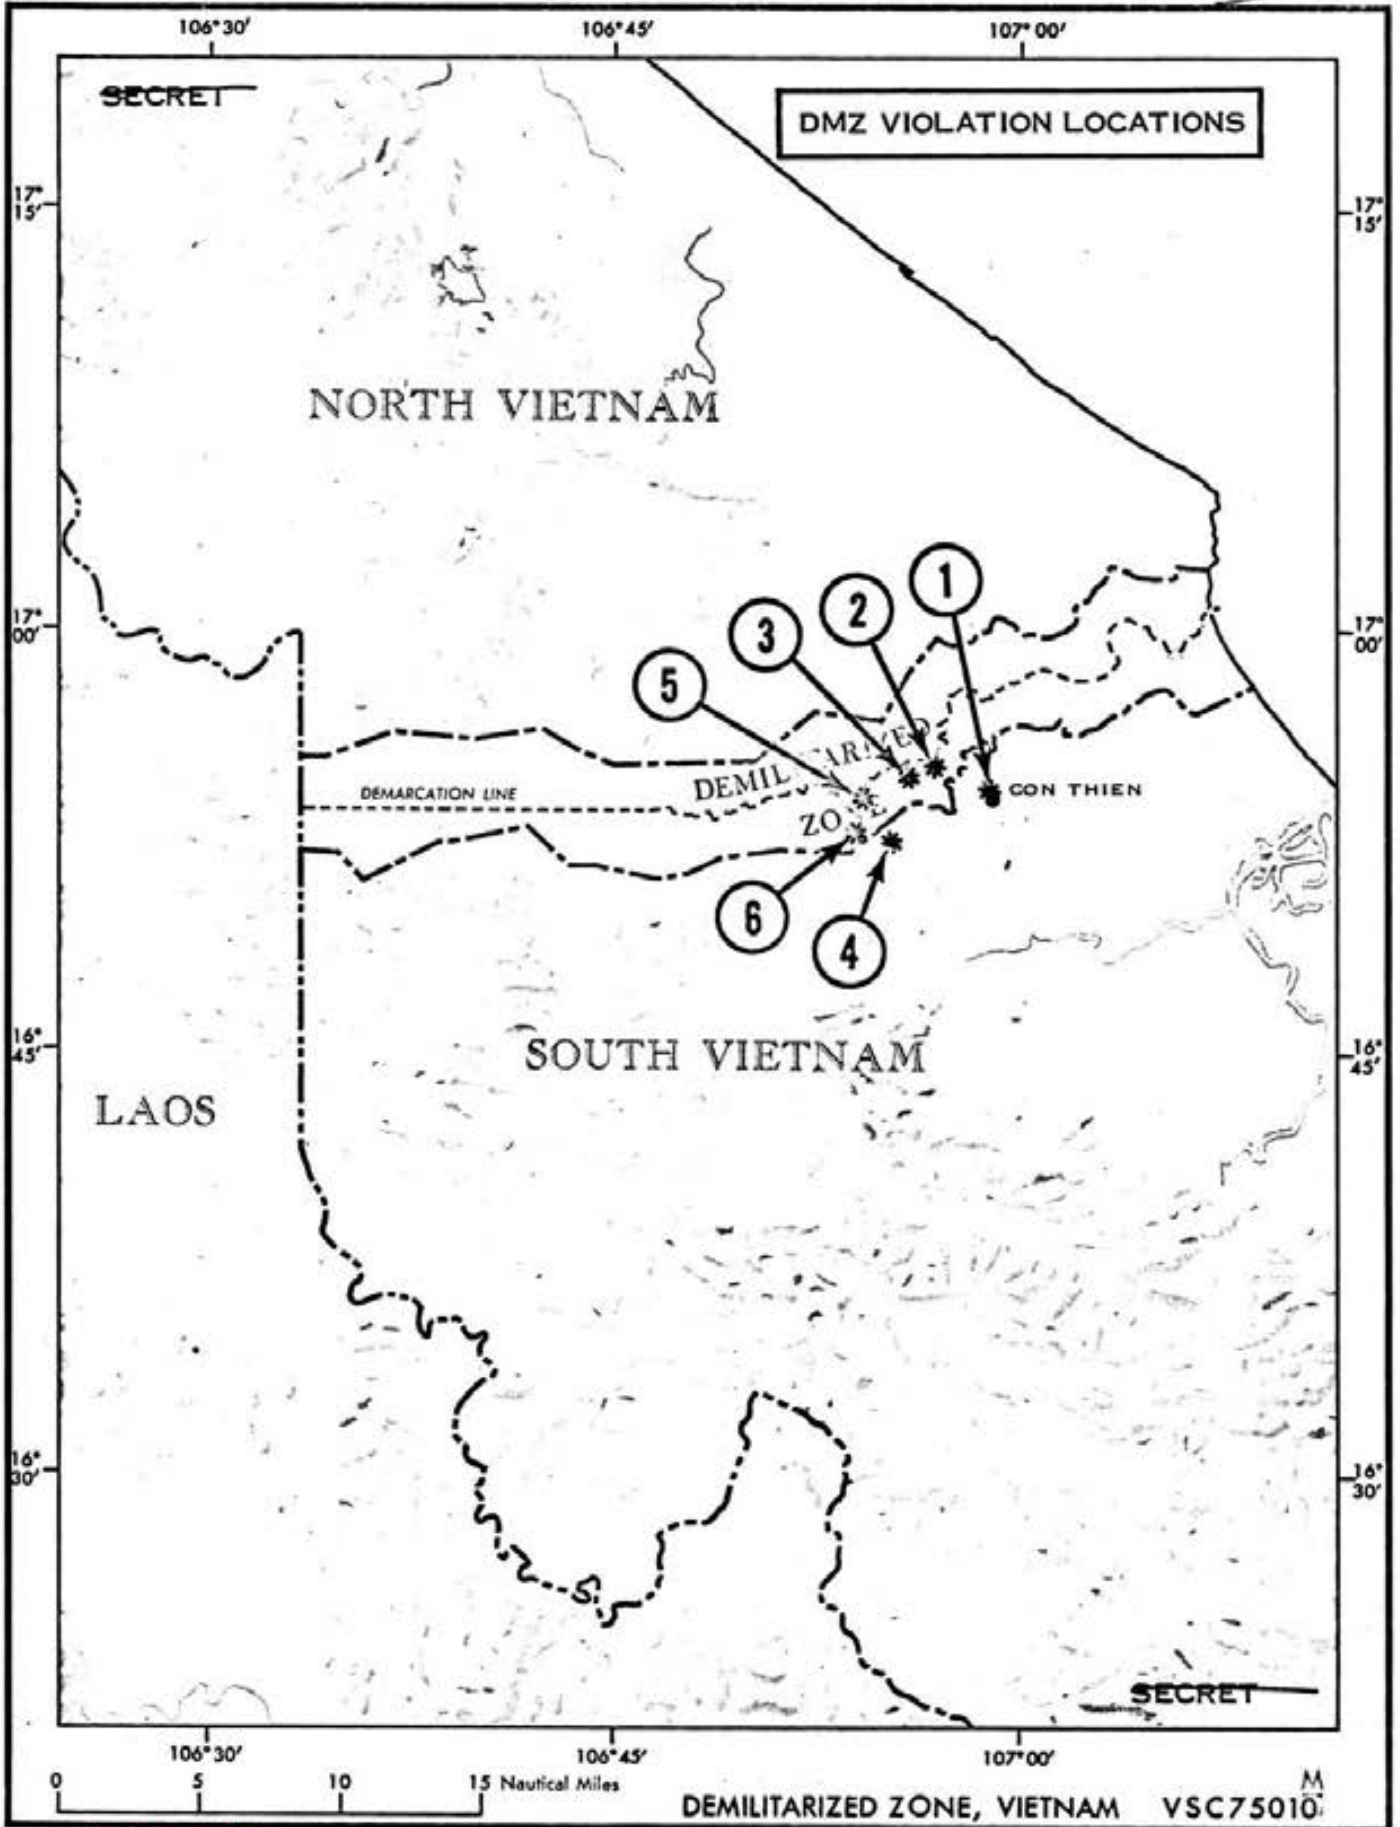 106°30′ 106°45′ 107°00′
SECRET
DMZ VIOLATION LOCATIONS
17° 15′
17° 15′
NORTH VIETNAM
1
2
3
17° 00′
17° 00′
5
DEMARCATION LINE
CON THIEN
6
4
16° 45′
16° 45′
SOUTH VIETNAM
LAOS
16° 30′
16° 30′
SECRET
106°30′ 106°45′ 107°00′
0 5 10 15 Nautical Miles
M
DEMILITARIZED ZONE, VIETNAM VSC75010